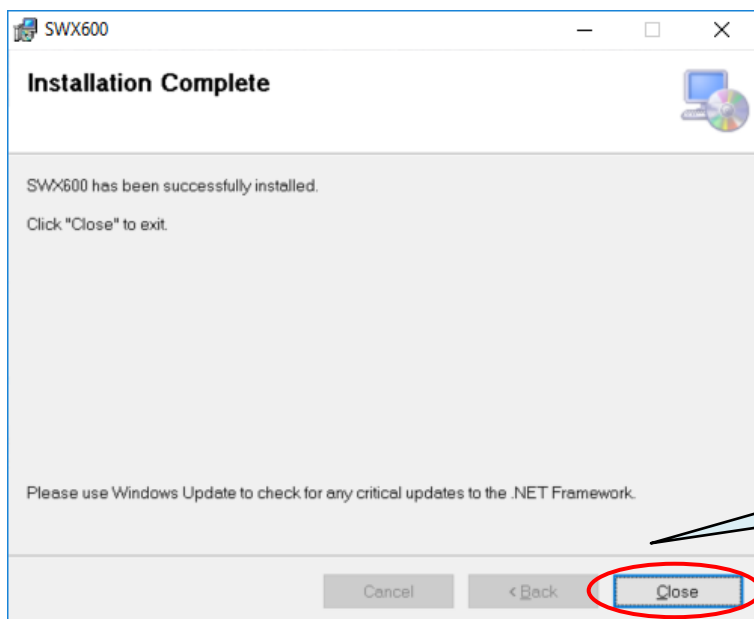 SWX600
Installation Complete
SWX600 has been successfully installed.
Click "Close" to exit.
Please use Windows Update to check for any critical updates to the .NET Framework.
Cancel
< Back
Close